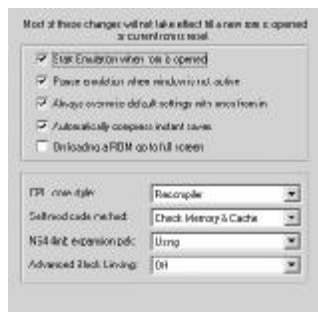 Most of these changes will not take effect till a new rom is opened
or current rom is reset.
Start Emulation when rom is opened
Pause emulation when window is not active
Always overwrite default settings with ones from ini
Automatically compress instant saves
On loading a ROM go to full screen
CPU core style: Recompiler
Self-mod code method: Check Memory & Cache
N64 4mb expansion pak: Using
Advanced Block Linking: